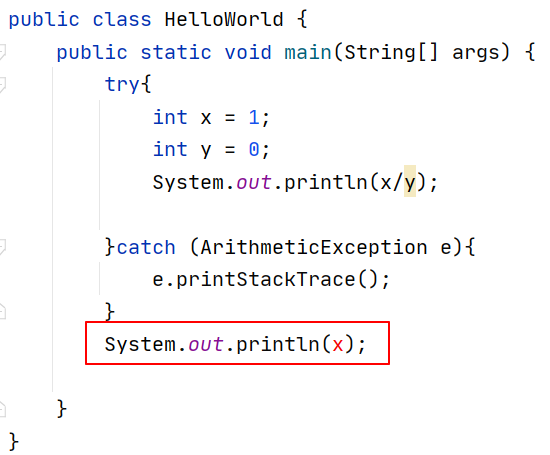 public class HelloWorld {
    public static void main(String[] args) {
        try{
            int x = 1;
            int y = 0;
            System.out.println(x/y);

        }catch (ArithmeticException e){
            e.printStackTrace();
        }
        System.out.println(x);

    }
}